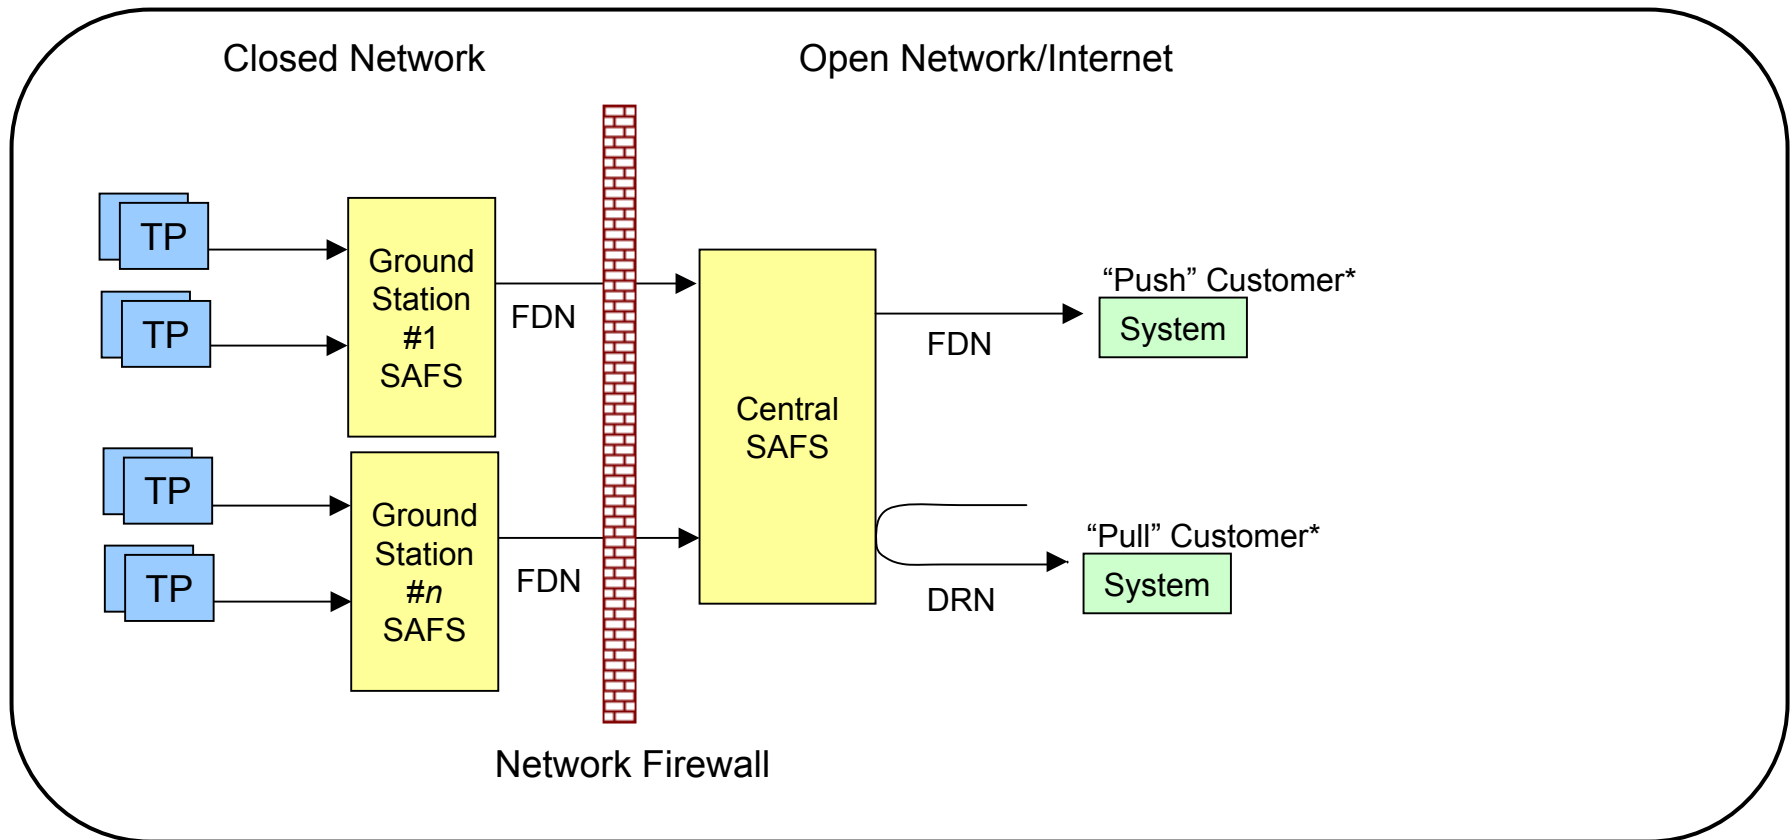 Closed Network
Open Network/Internet
TP
TP
Ground
Station
#1
SAFS
FDN
TP
TP
Ground
Station
#n
SAFS
FDN
Network Firewall
Central
SAFS
FDN
“Push” Customer*
System
DRN
“Pull” Customer*
System